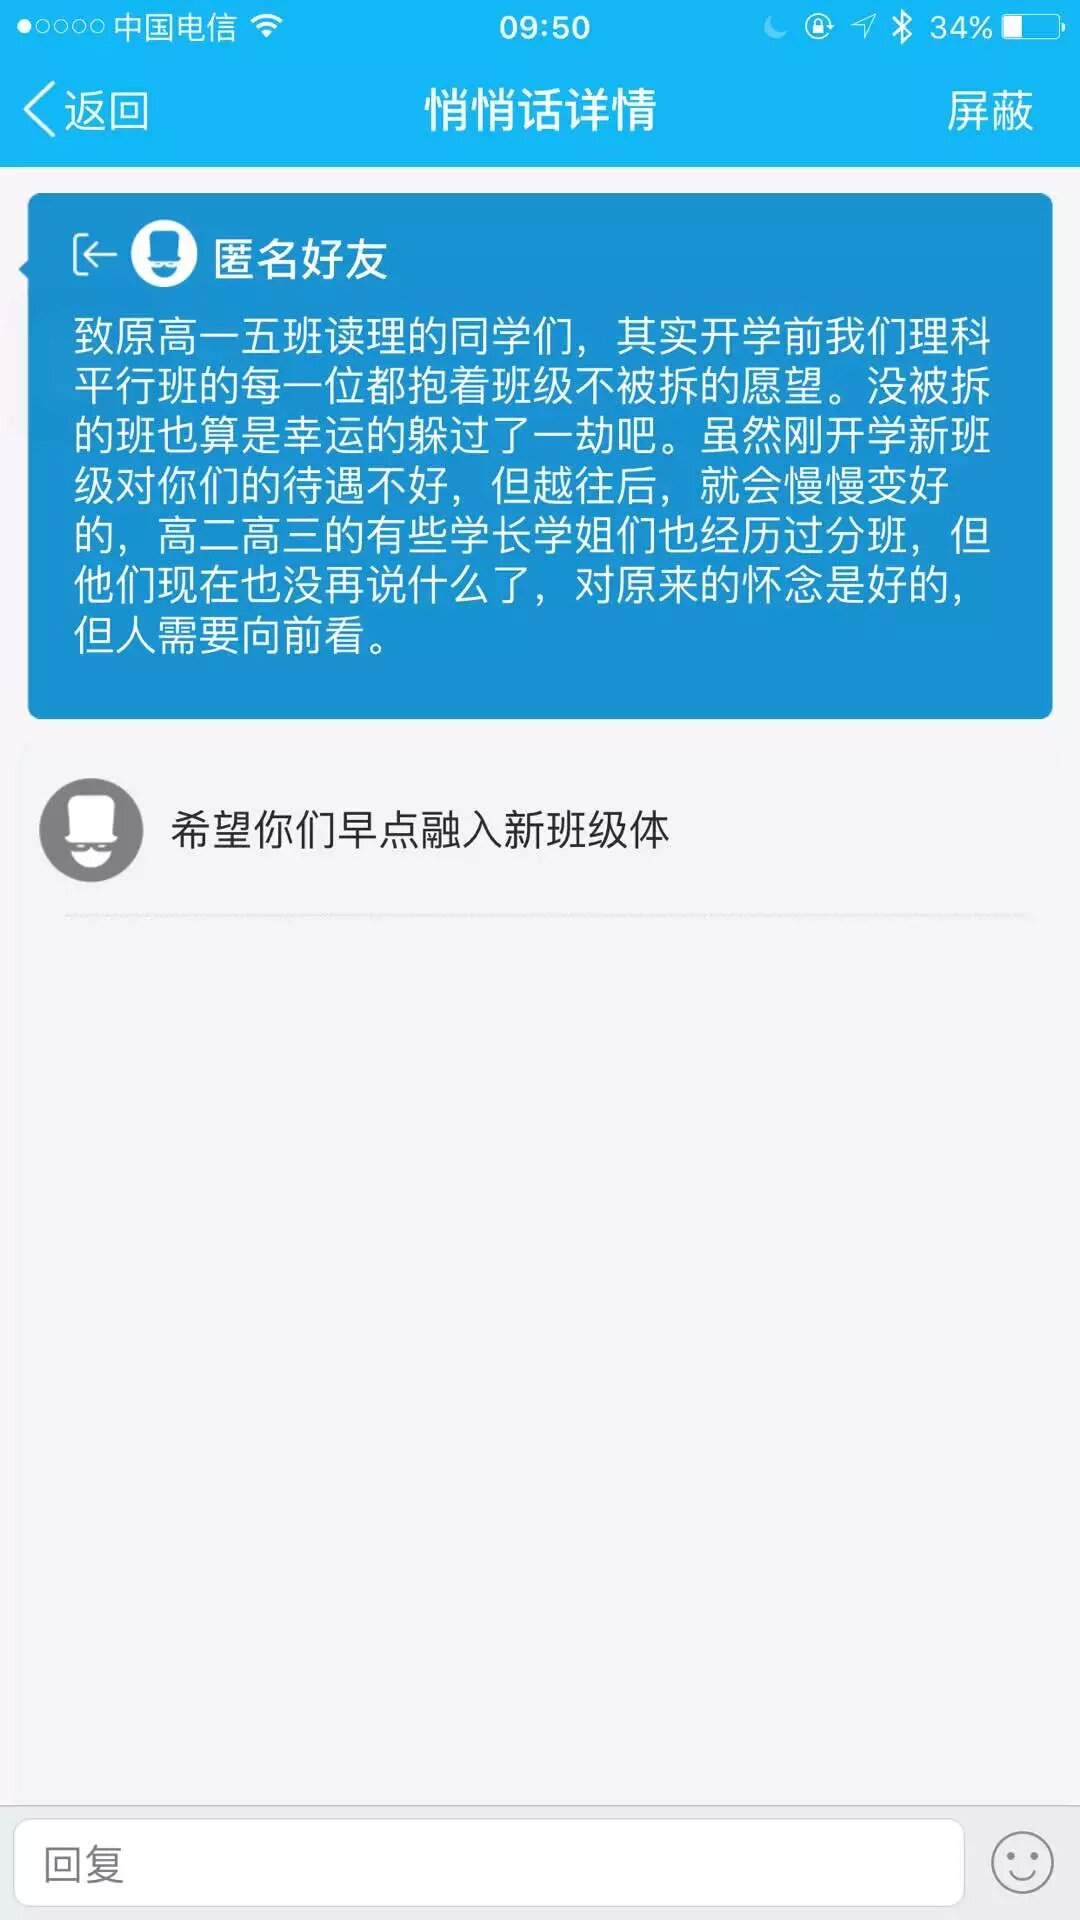 中国电信
09:50
34%
返回
悄悄话详情
屏蔽
匿名好友
致原高一五班读理的同学们，其实开学前我们理科
平行班的每一位都抱着班级不被拆的愿望。没被拆
的班也算是幸运的躲过了一劫吧。虽然刚开学新班
级对你们的待遇不好，但越往后，就会慢慢变好
的，高二高三的有些学长学姐们也经历过分班，但
他们现在也没再说什么了，对原来的怀念是好的，
但人需要向前看。
希望你们早点融入新班级体
回复